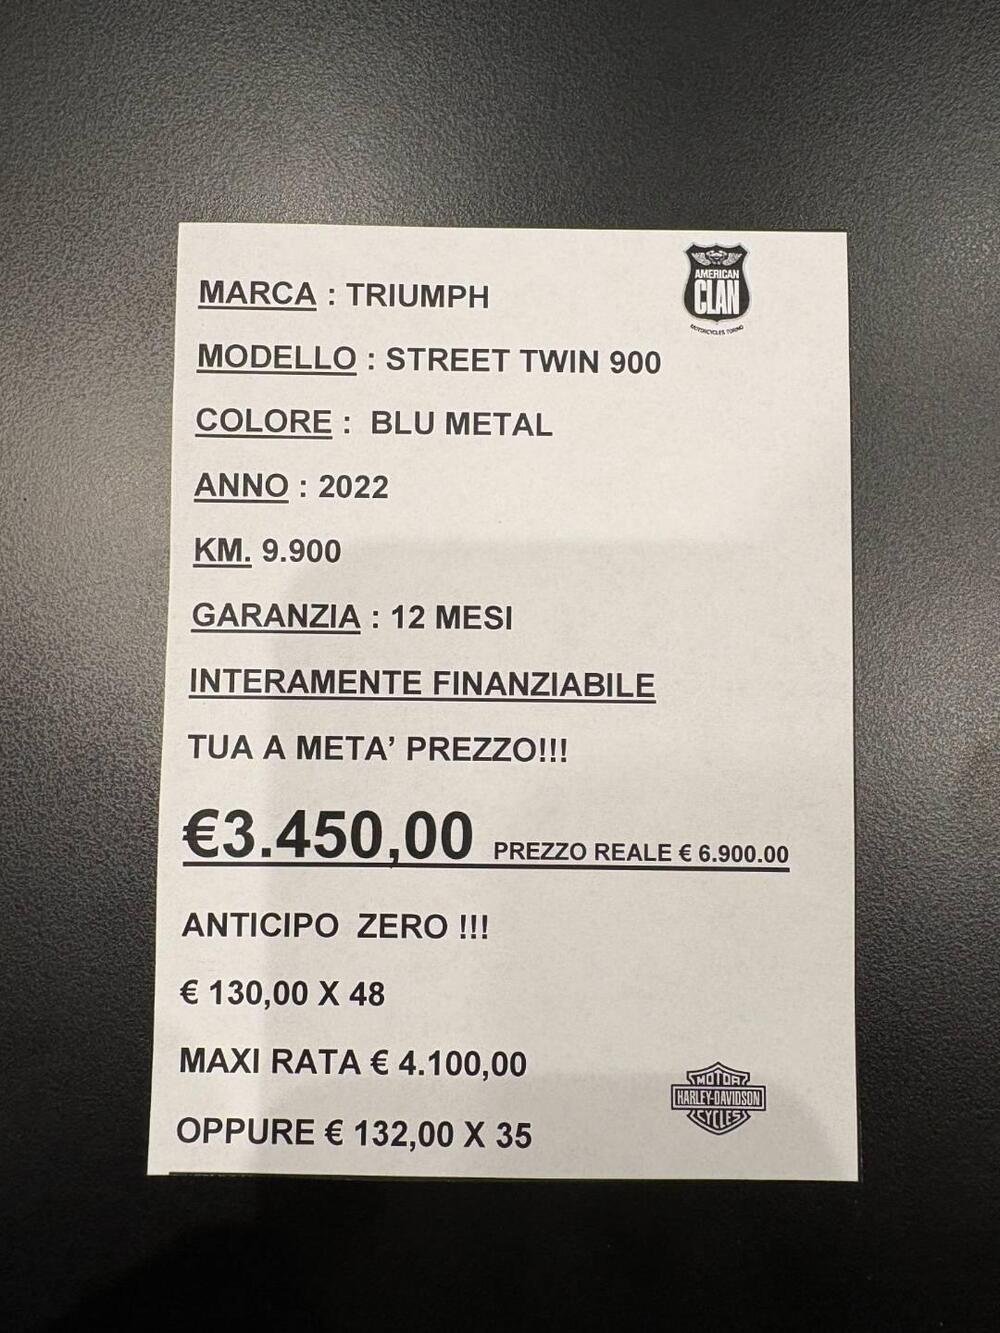 AMERICAN
CLAN
MOTORCYCLES TORINO
MARCA : TRIUMPH
MODELLO : STREET TWIN 900
COLORE : BLU METAL
ANNO : 2022
KM. 9.900
GARANZIA : 12 MESI
INTERAMENTE FINANZIABILE
TUA A META’ PREZZO!!!
€3.450,00 PREZZO REALE € 6.900.00
ANTICIPO ZERO !!!
€ 130,00 X 48
MAXI RATA € 4.100,00
OPPURE € 132,00 X 35
MOTOR
HARLEY-DAVIDSON
CYCLES